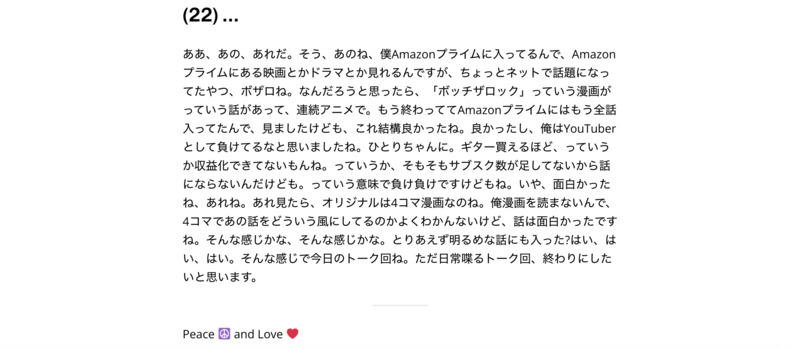 (22) ...
ああ、あの、あれだ。そう、あのね、僕Amazonプライムに入ってるんで、Amazon
プライムにある映画とかドラマとか見れるんですが、ちょっとネットで話題になっ
てたやつ、ボザロね。なんだろうと思ったら、「ボッチザロック」っていう漫画が
っていう話があって、連続アニメで。もう終わっててAmazonプライムにはもう全話
入ってたんで、見ましたけども、これ結構良かったね。良かったし、俺はYouTuber
として負けてるなと思いましたね。ひとりちゃんに。ギター買えるほど、っていう
か収益化できてないもんね。っていうか、そもそもサブスク数が足してないから話
にならないんだけども。っていう意味で負け負けですけどもね。いや、面白かった
ね、あれね。あれ見たら、オリジナルは4コマ漫画なのね。俺漫画を読まないんで、
4コマであの話をどういう風にしてるのかよくわかんないけど、話は面白かったです
ね。そんな感じかな、そんな感じかな。とりあえず明るめな話にも入った?はい、は
い、はい。そんな感じで今日のトーク回ね。ただ日常喋るトーク回、終わりにした
いと思います。
Peace ☮️ and Love ❤️